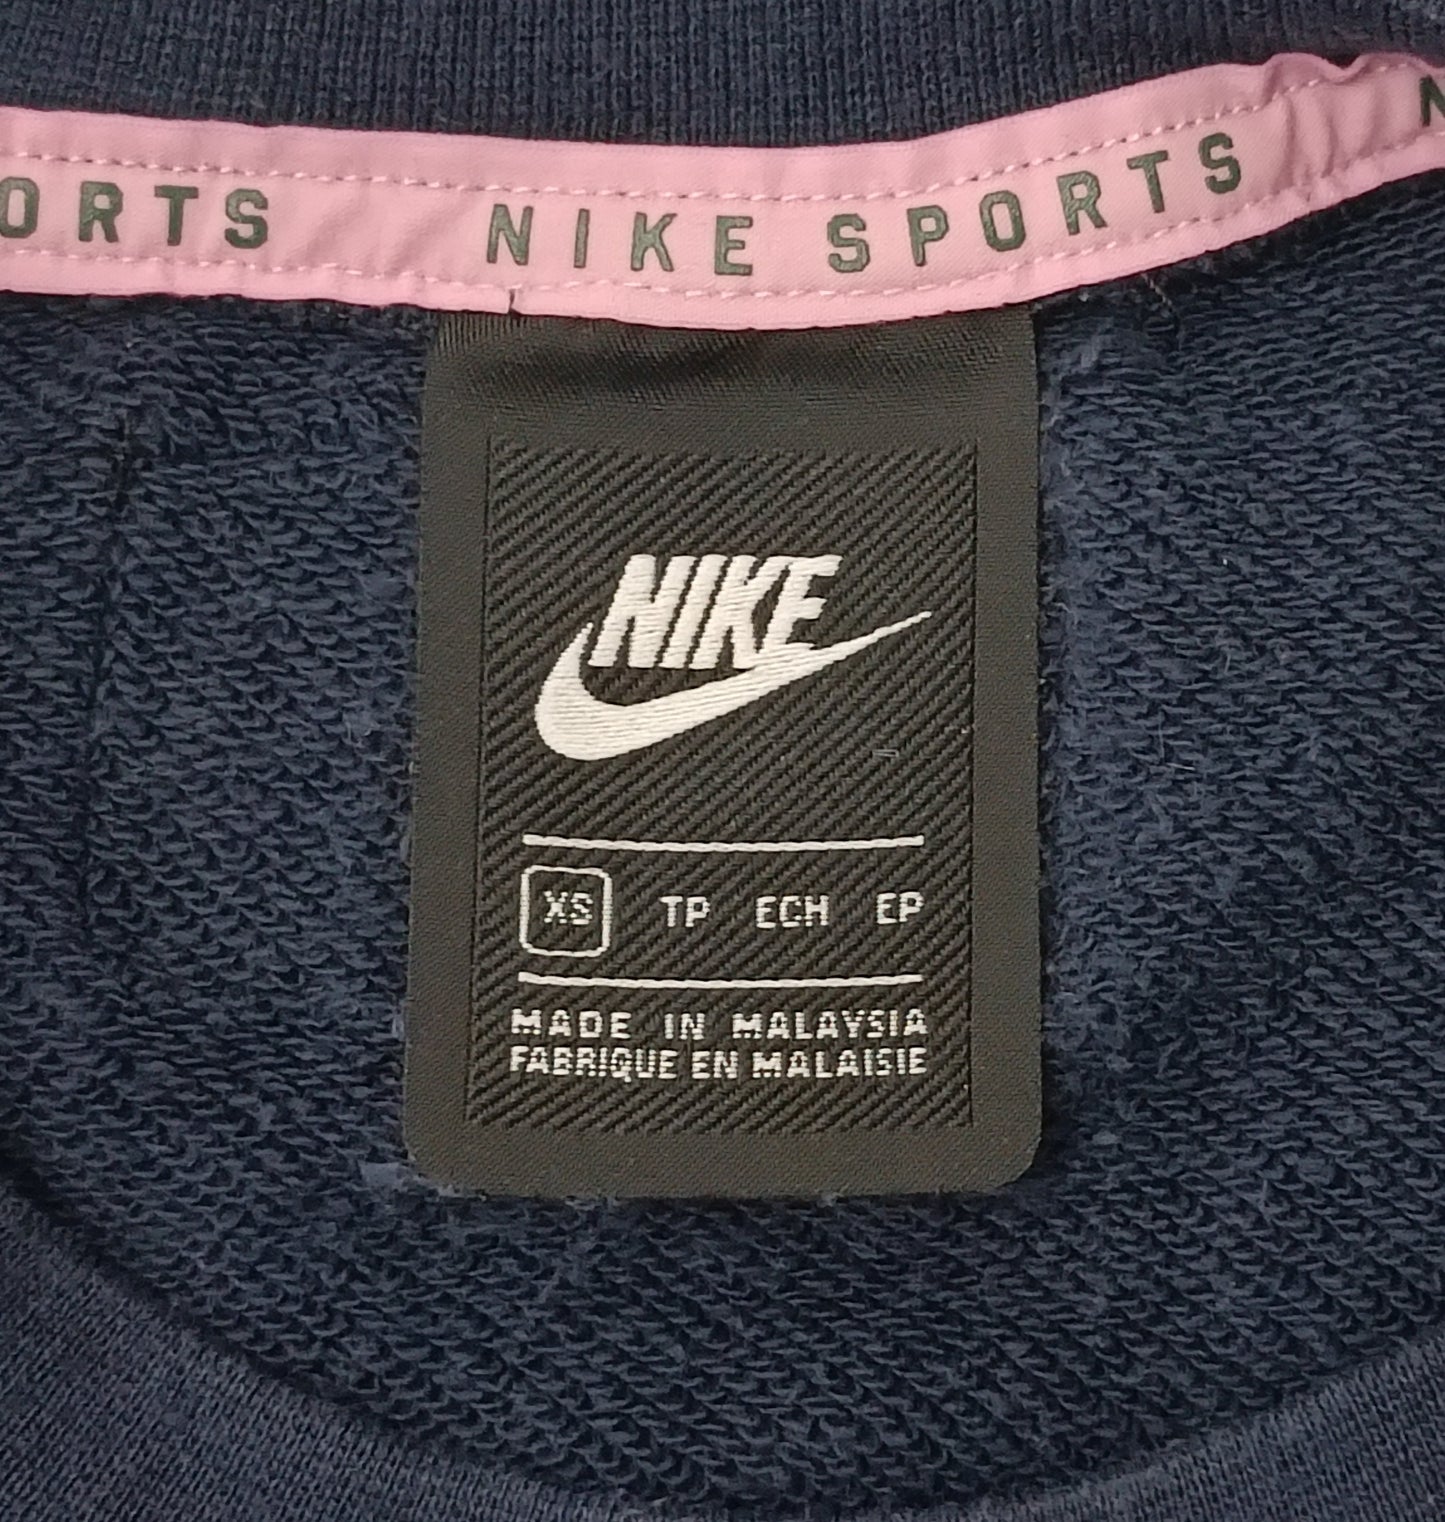 ORTS NIKE SPORTS N
NIKE
XS TP ECH EP
MADE IN MALAYSIA
FABRIQUE EN MALAISIE